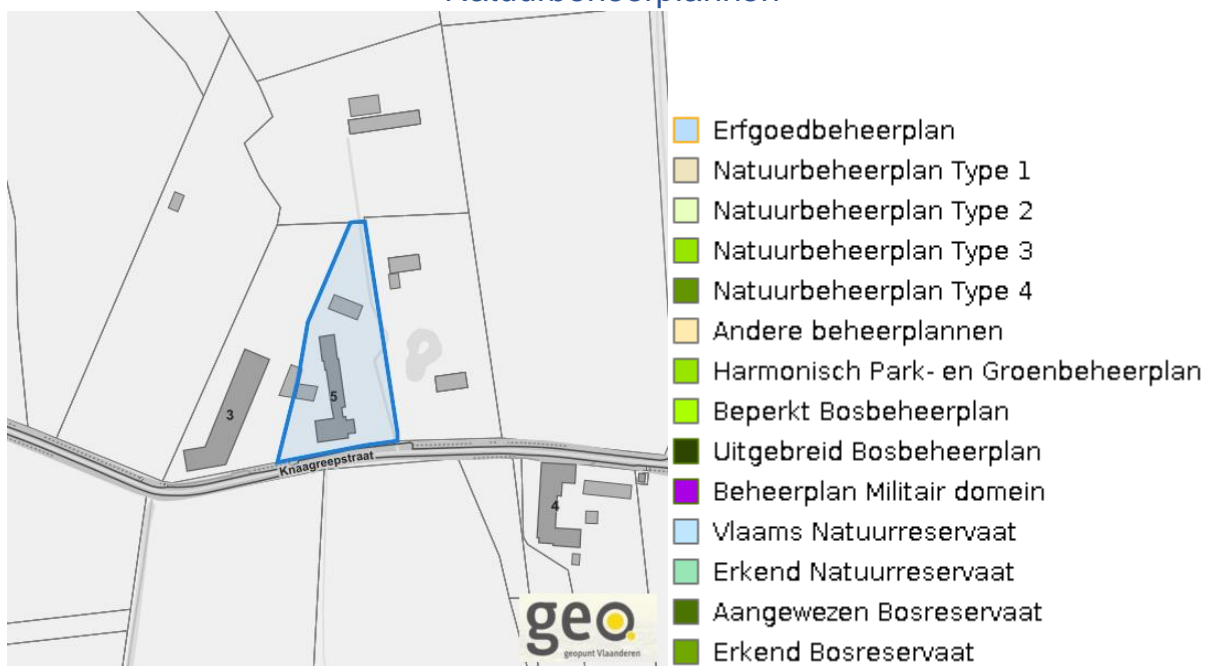 Natuurbeheerplannen
3
5
Knaagreepstraat
4
geo
geopunt Vlaanderen
Erfgoedbeheerplan
Natuurbeheerplan Type 1
Natuurbeheerplan Type 2
Natuurbeheerplan Type 3
Natuurbeheerplan Type 4
Andere beheerplannen
Harmonisch Park- en Groenbeheerplan
Beperkt Bosbeheerplan
Uitgebreid Bosbeheerplan
Beheerplan Militair domein
Vlaams Natuurreservaat
Erkend Natuurreservaat
Aangewezen Bosreservaat
Erkend Bosreservaat